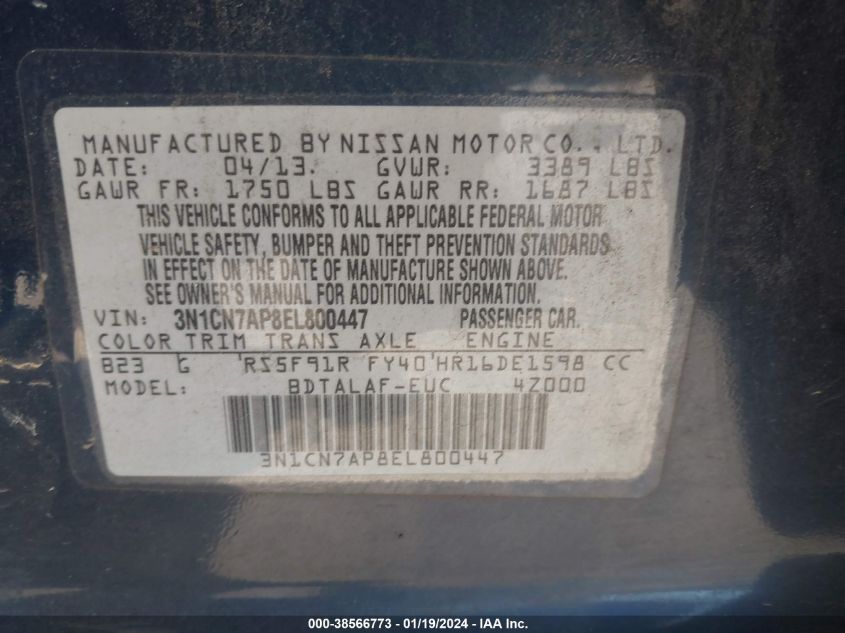 MANUFACTURED BY NISSAN MOTOR CO., LTD.
DATE: 04/13. GVWR: 3389 LBS
GAWR FR: 1750 LBS GAWR RR: 1687 LBS
THIS VEHICLE CONFORMS TO ALL APPLICABLE FEDERAL MOTOR
VEHICLE SAFETY, BUMPER AND THEFT PREVENTION STANDARDS
IN EFFECT ON THE DATE OF MANUFACTURE SHOWN ABOVE.
SEE OWNER'S MANUAL FOR ADDITIONAL INFORMATION.
VIN: 3N1CN7AP8EL800447 PASSENGER CAR.
COLOR TRIM TRANS AXLE ENGINE
B23 G 'RS5F91R FY40'HR16DE1598 CC
MODEL: BDTALAF-EUC 4Z000
3N1CN7AP8EL800447
000-38566773 - 01/19/2024 - IAA Inc.